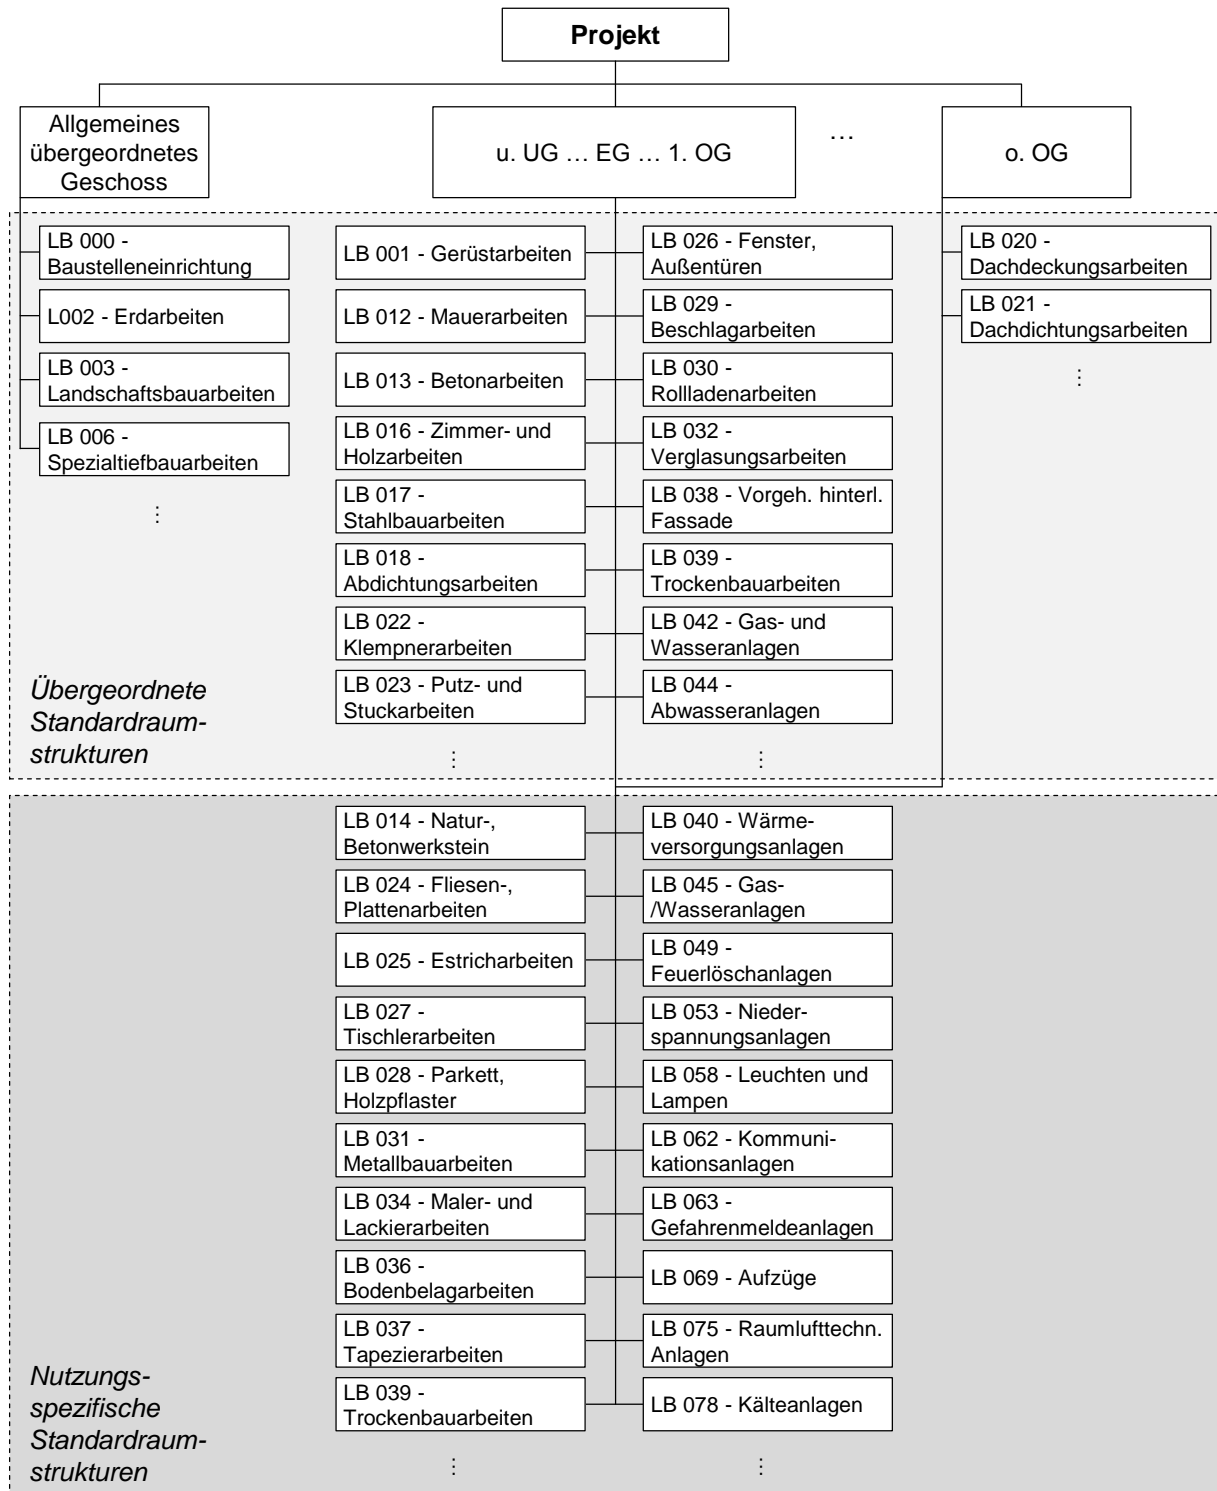 Projekt
Allgemeines
übergeordnetes
Geschoss
u. UG … EG … 1. OG
…
o. OG
LB 000 -
Baustelleneinrichtung
L002 - Erdarbeiten
LB 003 -
Landschaftsbauarbeiten
LB 006 -
Spezialtiefbauarbeiten
…
LB 001 - Gerüstarbeiten
LB 012 - Mauerarbeiten
LB 013 - Betonarbeiten
LB 016 - Zimmer- und
Holzarbeiten
LB 017 -
Stahlbauarbeiten
LB 018 -
Abdichtungsarbeiten
LB 022 -
Klempnerarbeiten
LB 023 - Putz- und
Stuckarbeiten
…
LB 026 - Fenster,
Außentüren
LB 029 -
Beschlagarbeiten
LB 030 -
Rollladenarbeiten
LB 032 -
Verglasungsarbeiten
LB 038 - Vorgeh. hinterl.
Fassade
LB 039 -
Trockenbauarbeiten
LB 042 - Gas- und
Wasseranlagen
LB 044 -
Abwasseranlagen
…
LB 020 -
Dachdeckungsarbeiten
LB 021 -
Dachdichtungsarbeiten
…
Übergeordnete
Standardraum-
strukturen
LB 014 - Natur-,
Betonwerkstein
LB 024 - Fliesen-,
Plattenarbeiten
LB 025 - Estricharbeiten
LB 027 -
Tischlerarbeiten
LB 028 - Parkett,
Holzpflaster
LB 031 -
Metallbauarbeiten
LB 034 - Maler- und
Lackierarbeiten
LB 036 -
Bodenbelagarbeiten
LB 037 -
Tapezierarbeiten
LB 039 -
Trockenbauarbeiten
…
LB 040 - Wärme-
versorgungsanlagen
LB 045 - Gas-
/Wasseranlagen
LB 049 -
Feuerlöschanlagen
LB 053 - Nieder-
spannungsanlagen
LB 058 - Leuchten und
Lampen
LB 062 - Kommuni-
kationsanlagen
LB 063 -
Gefahrenmeldeanlagen
LB 069 - Aufzüge
LB 075 - Raumlufttechn.
Anlagen
LB 078 - Kälteanlagen
…
Nutzungs-
spezifische
Standardraum-
strukturen